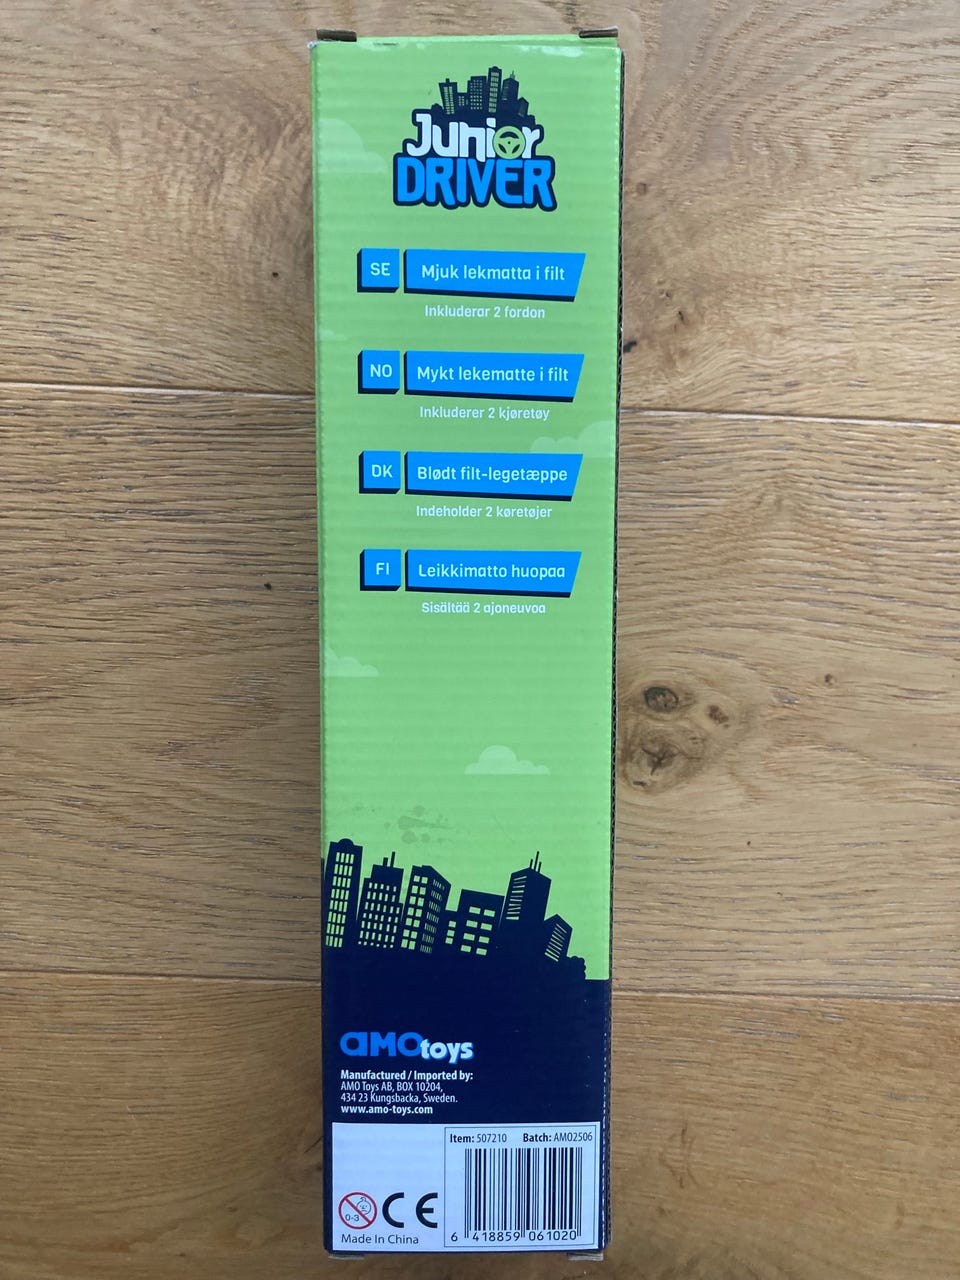 Junior
DRIVER
SE Mjuk lekmatta i filt
Inkluderar 2 fordon
NO Mykt lekematte i filt
Inkluderer 2 kjøretøy
DK Blødt filt-legetæppe
Indeholder 2 køretøjer
FI Leikkimatto huopaa
Sisältää 2 ajoneuvoa
AMO toys
Manufactured / Imported by:
AMO Toys AB, BOX 10204,
434 23 Kungsbacka, Sweden.
www.amo-toys.com
Item: 507210 Batch: AMO2506
0-3 CE
Made In China
6 418859 061020